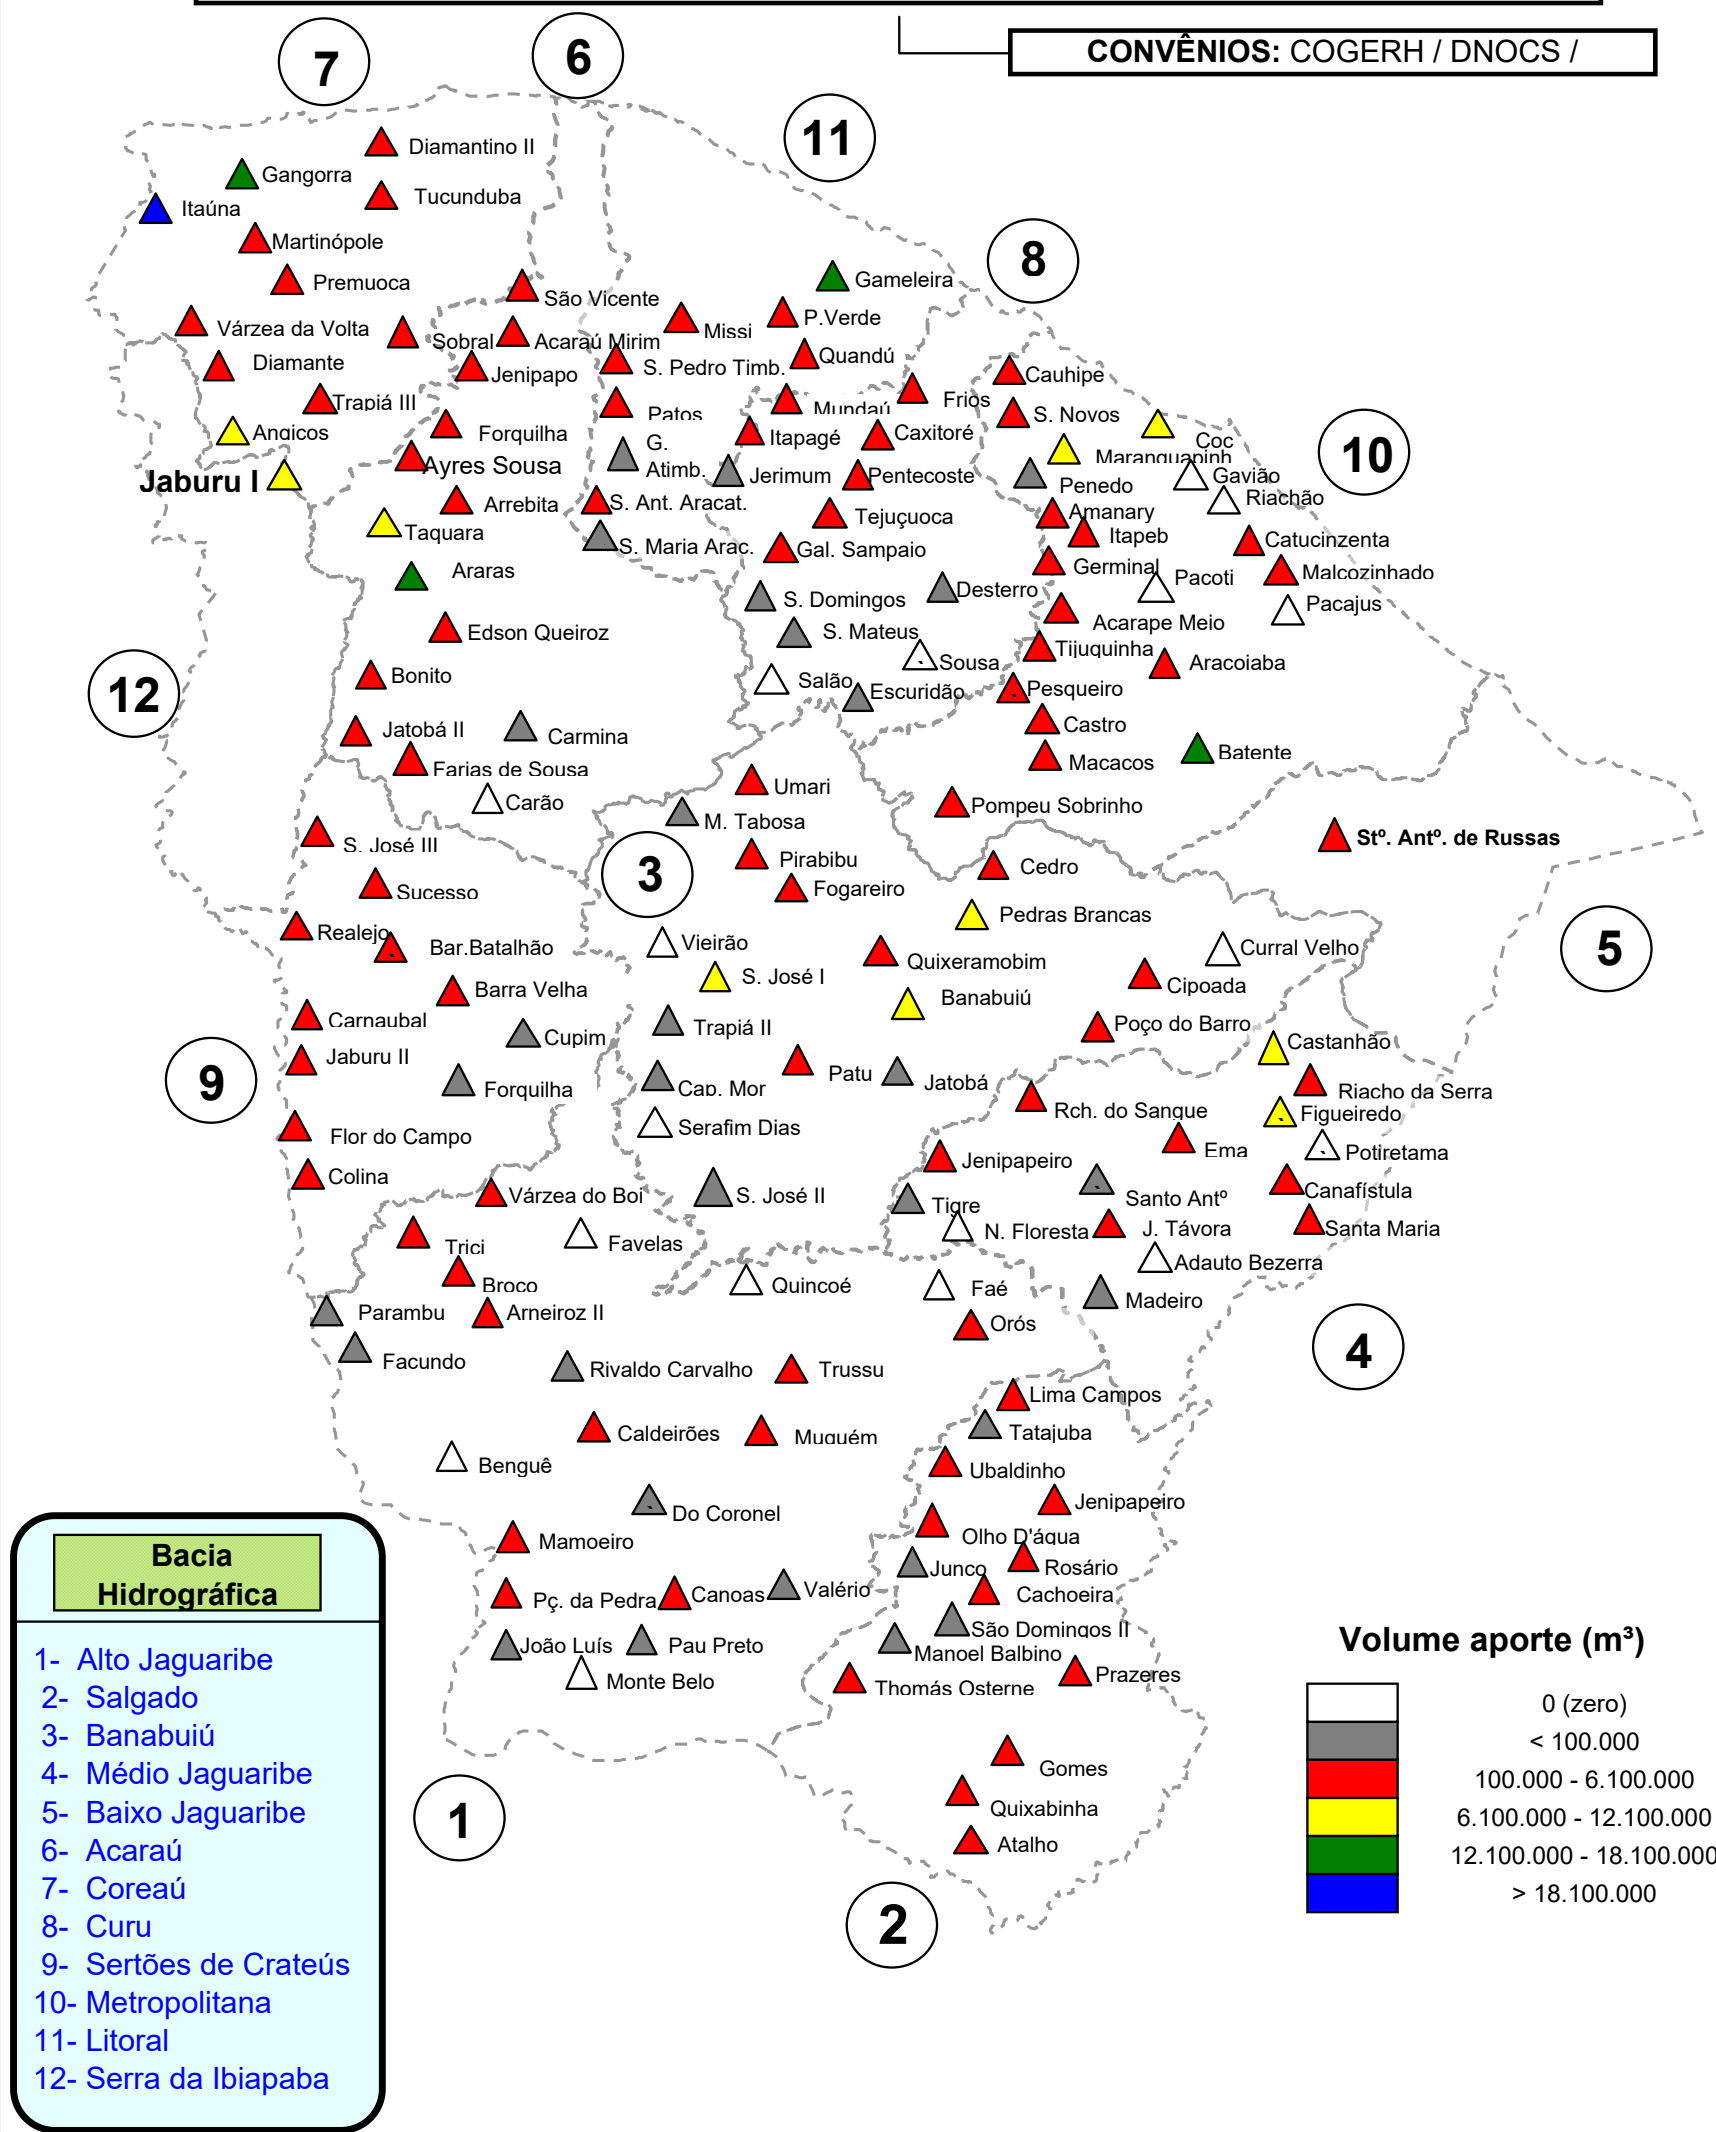 CONVÊNIOS: COGERH / DNOCS /
7
6
11
8
10
12
3
5
9
4
1
2
Diamantino II
Gangorra
Tucunduba
Itaúna
Martinópole
Premuoca
São Vicente
Gameleira
Várzea da Volta
Sobral
Acaraú Mirim
Missi
P.Verde
Diamante
Jenipapo
S. Pedro Timb.
Quandú
Cauhipe
Trapiá III
Patos
Mundaú
Frios
S. Novos
Angicos
Forquilha
Itapagé
Caxitoré
Coc
G.
Atimb.
Maranguapinh
Jaburu I
Ayres Sousa
Jerimum
Pentecoste
Penedo
Gavião
Riachão
Arrebita
S. Ant. Aracat.
Tejuçuoca
Amanary
Taquara
S. Maria Arac.
Gal. Sampaio
Itapeb
Catucinzenta
Araras
Germinal
Pacoti
Malcozinhado
S. Domingos
Desterro
Pacajus
Edson Queiroz
S. Mateus
Acarape Meio
Sousa
Tijuquinha
Aracoiaba
Bonito
Salão
Escuridão
Pesqueiro
Jatobá II
Carmina
Castro
Farias de Sousa
Macacos
Batente
Carão
Umari
Pompeu Sobrinho
M. Tabosa
S. José III
Pirabibu
Stº. Antº. de Russas
Sucesso
Fogareiro
Cedro
Realejo
Pedras Brancas
Bar.Batalhão
Vieirão
Quixeramobim
Curral Velho
Barra Velha
S. José I
Banabuiú
Cipoada
Carnaubal
Cupim
Trapiá II
Poço do Barro
Castanhão
Jaburu II
Forquilha
Cap. Mor
Patu
Jatobá
Riacho da Serra
Rch. do Sangue
Figueiredo
Flor do Campo
Serafim Dias
Ema
Potiretama
Colina
Jenipapeiro
Várzea do Boi
S. José II
Tigre
Santo Antº
Canafístula
Trici
Favelas
N. Floresta
J. Távora
Santa Maria
Broco
Quincoé
Faé
Adauto Bezerra
Parambu
Arneiroz II
Orós
Madeiro
Facundo
Rivaldo Carvalho
Trussu
Lima Campos
Caldeirões
Muquém
Tatajuba
Benguê
Ubaldinho
Do Coronel
Jenipapeiro
Mamoeiro
Olho D'água
Junco
Rosário
Pç. da Pedra
Canoas
Valério
Cachoeira
João Luís
Pau Preto
São Domingos II
Manoel Balbino
Monte Belo
Thomás Osterne
Prazeres
Gomes
Quixabinha
Atalho
Bacia
Hidrográfica
1- Alto Jaguaribe
2- Salgado
3- Banabuiú
4- Médio Jaguaribe
5- Baixo Jaguaribe
6- Acaraú
7- Coreaú
8- Curu
9- Sertões de Crateús
10- Metropolitana
11- Litoral
12- Serra da Ibiapaba
Volume aporte (m³)
0 (zero)
< 100.000
100.000 - 6.100.000
6.100.000 - 12.100.000
12.100.000 - 18.100.000
> 18.100.000